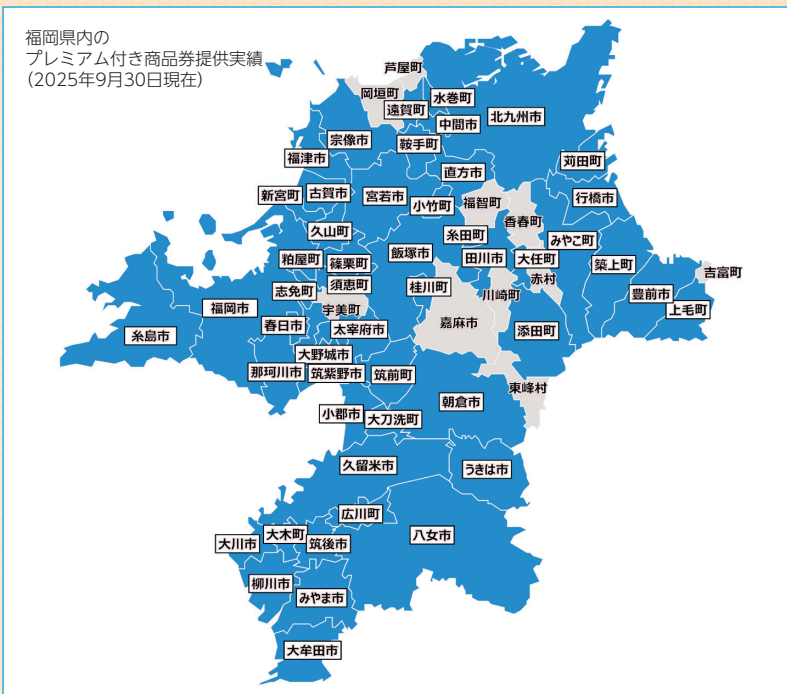 福岡県内の
プレミアム付き商品券提供実績
(2025年9月30日現在)
芦屋町
岡垣町
水巻町
遠賀町
北九州市
中間市
宗像市
鞍手町
福津市
苅田町
直方市
新宮町
古賀市
宮若市
小竹町
福智町
行橋市
香春町
久山町
糸田町
みやこ町
飯塚市
田川市
大任町
粕屋町
篠栗町
築上町
吉富町
須恵町
桂川町
赤村
志免町
川崎町
豊前市
福岡市
宇美町
上毛町
嘉麻市
春日市
太宰府市
添田町
糸島市
大野城市
那珂川市
筑紫野市
筑前町
東峰村
朝倉市
小郡市
大刀洗町
久留米市
うきは市
広川町
大木町
八女市
大川市
筑後市
柳川市
みやま市
大牟田市